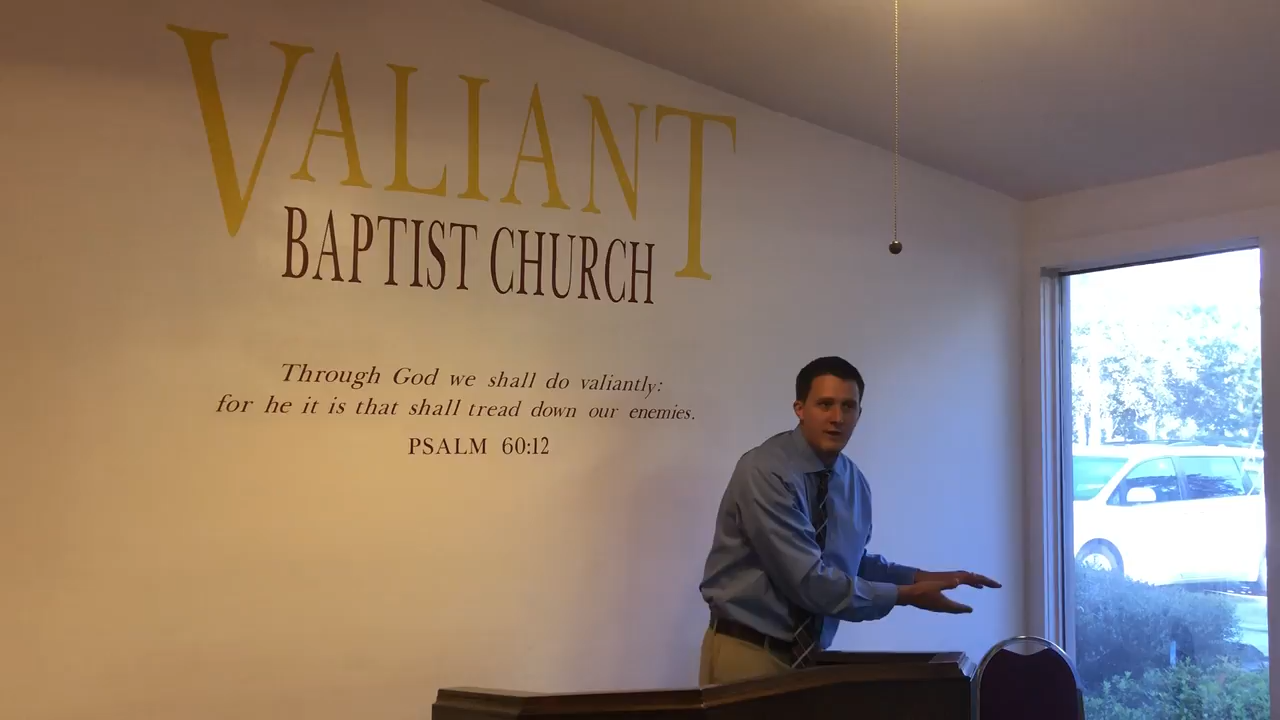 VALIANT
BAPTIST CHURCH
Through God we shall do valiantly:
for he it is that shall tread down our enemies.
PSALM 60:12